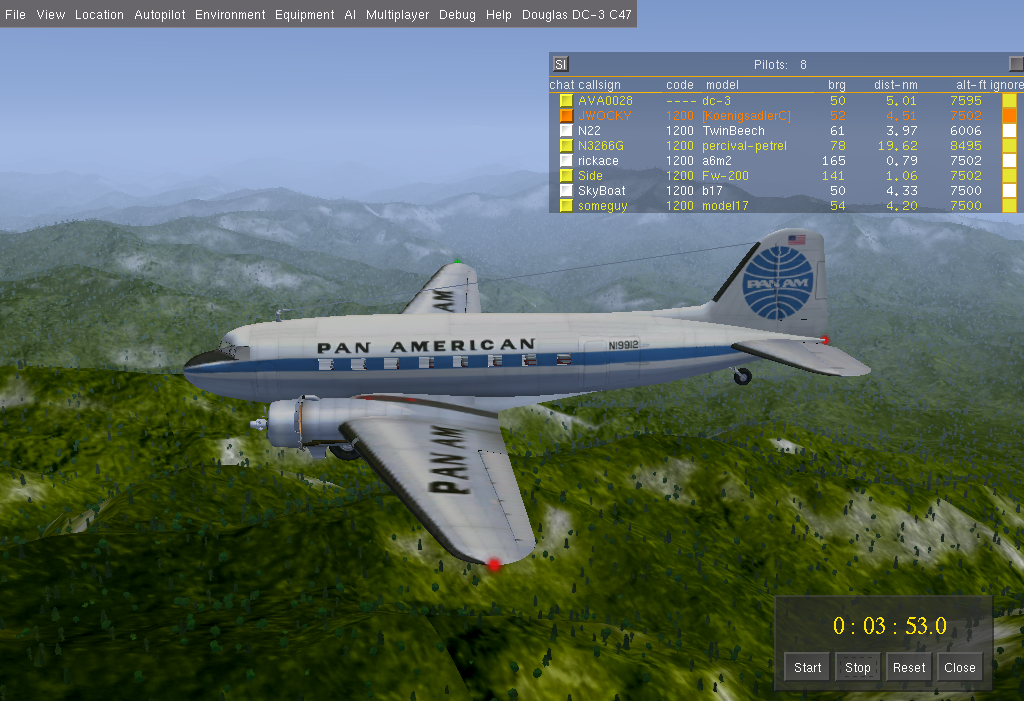 File View Location Autopilot Environment Equipment AI Multiplayer Debug Help Douglas DC-3 C47
SI Pilots: 8
chat callsign code model brg dist-nm alt-ft ignore
AVA0028 ---- dc-3 50 5.01 7595
JWOCKY 1200 [KoenigsadlerC] 52 4.51 7502
N22 1200 TwinBeech 61 3.97 6006
N3266G 1200 percival-petrel 78 19.62 8495
rickace 1200 a6m2 165 0.79 7502
Side 1200 Fw-200 141 1.06 7502
SkyBoat 1200 b17 50 4.33 7500
someguy 1200 model17 54 4.20 7500
PAN AM
AM
PAN AMERICAN
N19912
PAN AM
0 : 03 : 53.0
Start Stop Reset Close